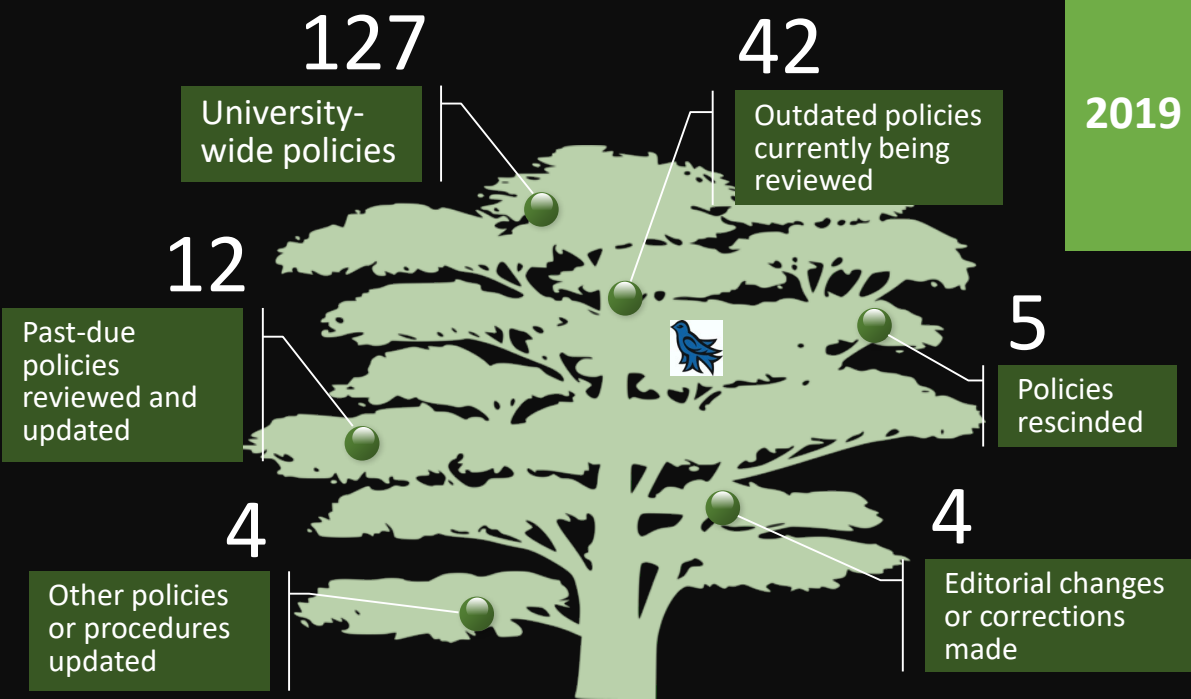 127
University-
wide policies
42
Outdated policies
currently being
reviewed
2019
12
Past-due
policies
reviewed and
updated
5
Policies
rescinded
4
Other policies
or procedures
updated
4
Editorial changes
or corrections
made